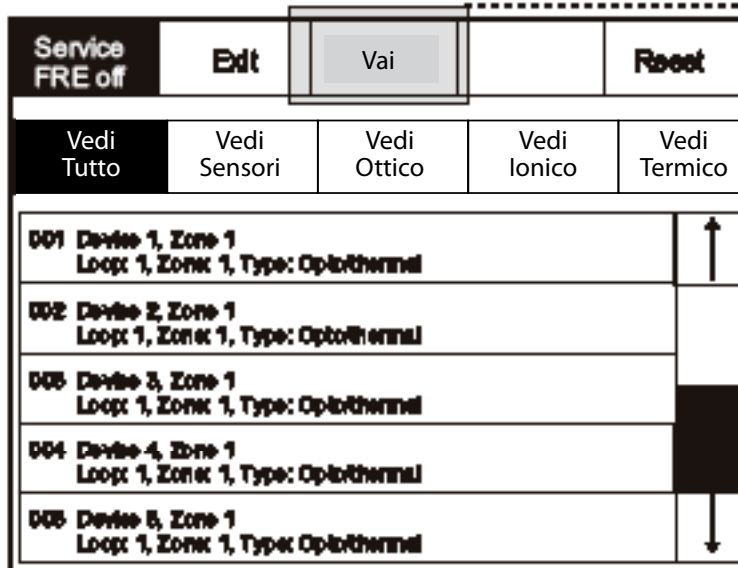 Service
FRE off
Exit
Vai
Reset
Vedi
Tutto
Vedi
Sensori
Vedi
Ottico
Vedi
Ionico
Vedi
Termico
001 Device 1, Zone 1
Loop: 1, Zone: 1, Type: Opto/thermal
002 Device 2, Zone 1
Loop: 1, Zone: 1, Type: Opto/thermal
003 Device 3, Zone 1
Loop: 1, Zone: 1, Type: Opto/thermal
004 Device 4, Zone 1
Loop: 1, Zone: 1, Type: Opto/thermal
005 Device 5, Zone 1
Loop: 1, Zone: 1, Type: Opto/thermal